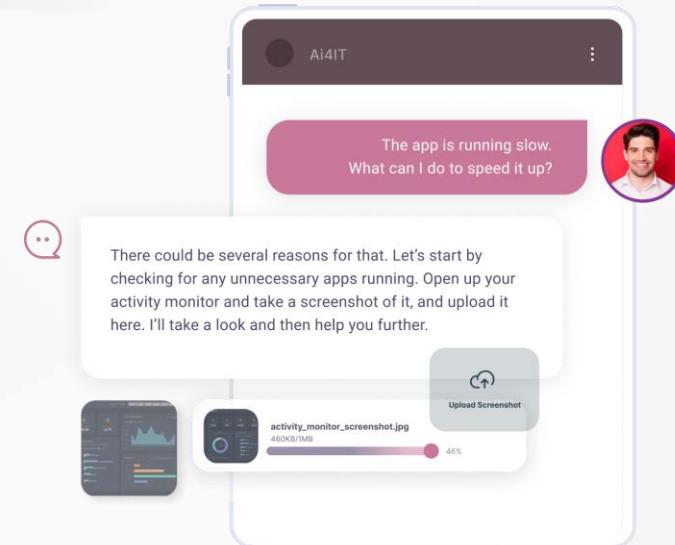 Ai4IT
The app is running slow.
What can I do to speed it up?
There could be several reasons for that. Let's start by
checking for any unnecessary apps running. Open up your
activity monitor and take a screenshot of it, and upload it
here. I'll take a look and then help you further.
Upload Screenshot
activity_monitor_screenshot.jpg
460KB/1MB
46%